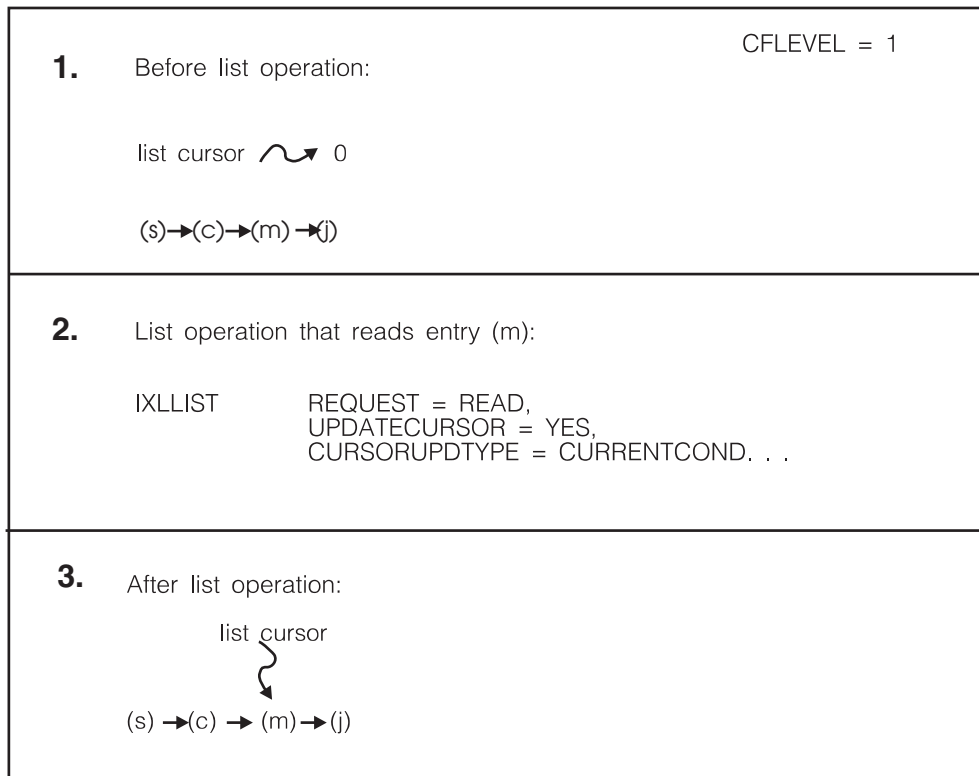 CFLEVEL = 1
1. Before list operation:
list cursor 0
(s) (c) (m) (j)
2. List operation that reads entry (m):
IXLLIST REQUEST = READ,
UPDATECURSOR = YES,
CURSORUPDTYPE = CURRENTCOND. . .
3. After list operation:
list cursor
(s) (c) (m) (j)